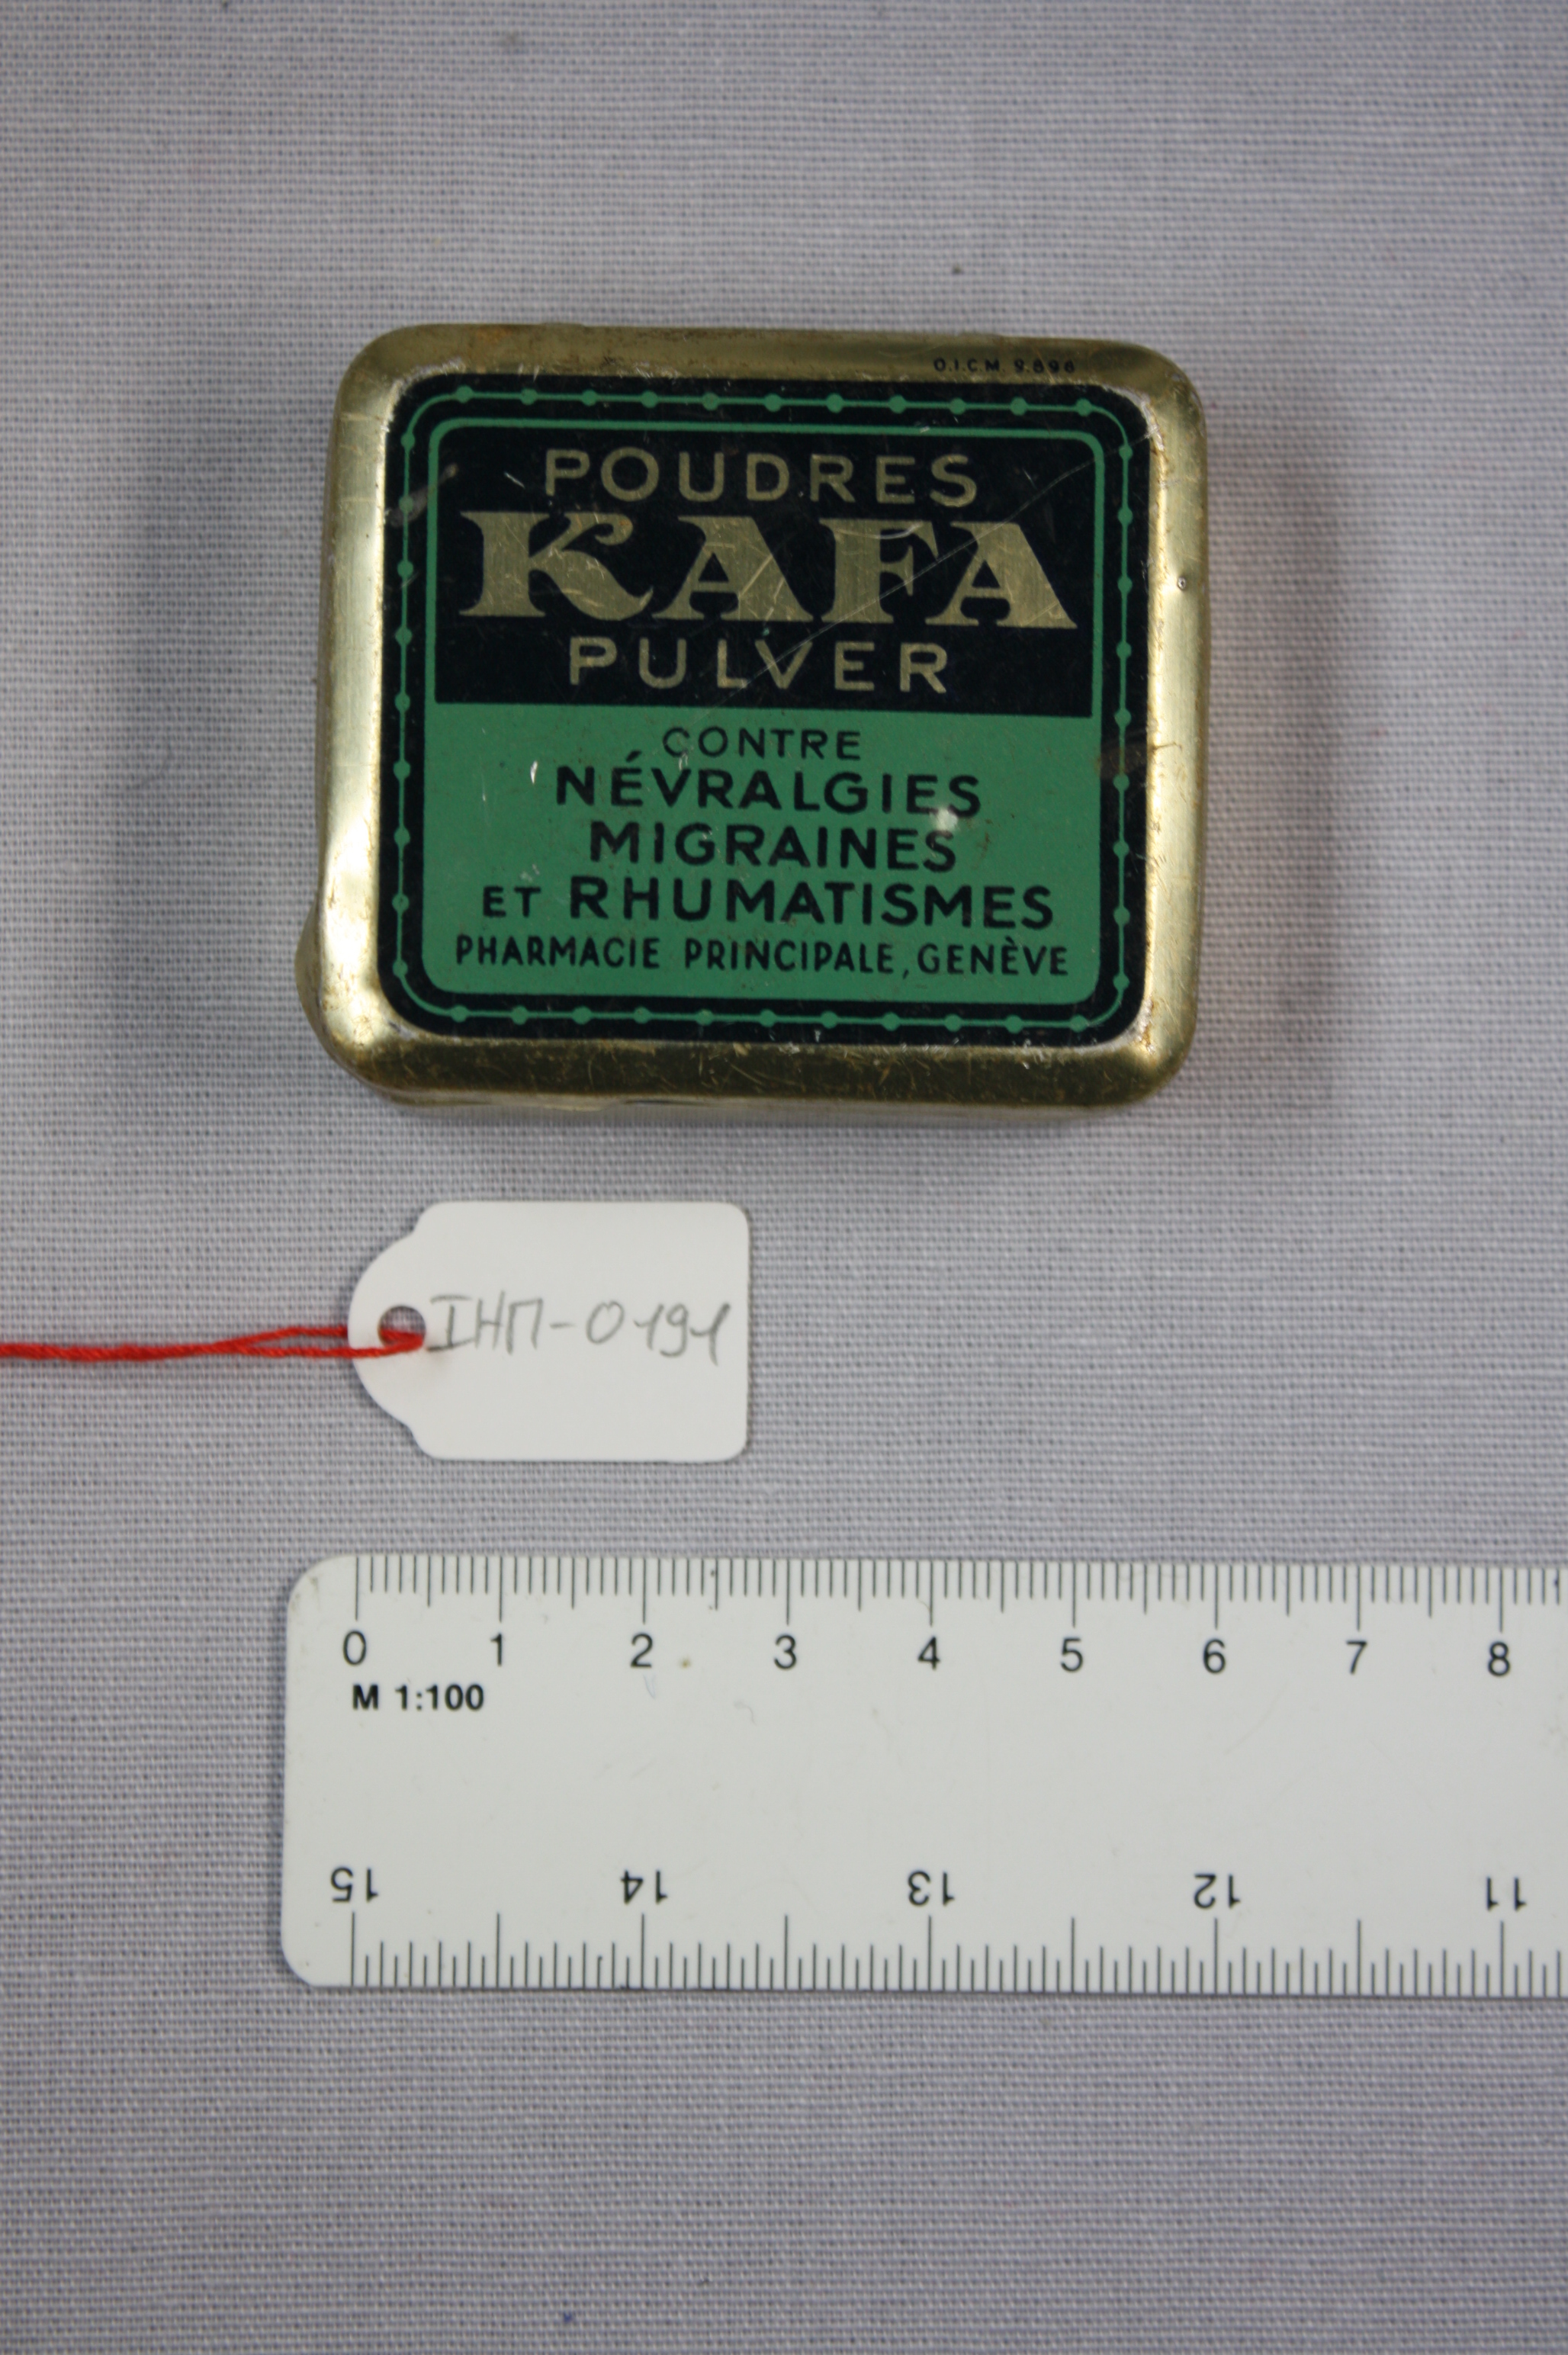 O.I.C.M. 9.696
POUDRES
KAFA
PULVER
CONTRE
NÉVRALGIES
MIGRAINES
ET RHUMATISMES
PHARMACIE PRINCIPALE, GENÈVE
ІНП-0191
0 1 2 3 4 5 6 7 8
M 1:100
15 14 13 12 11